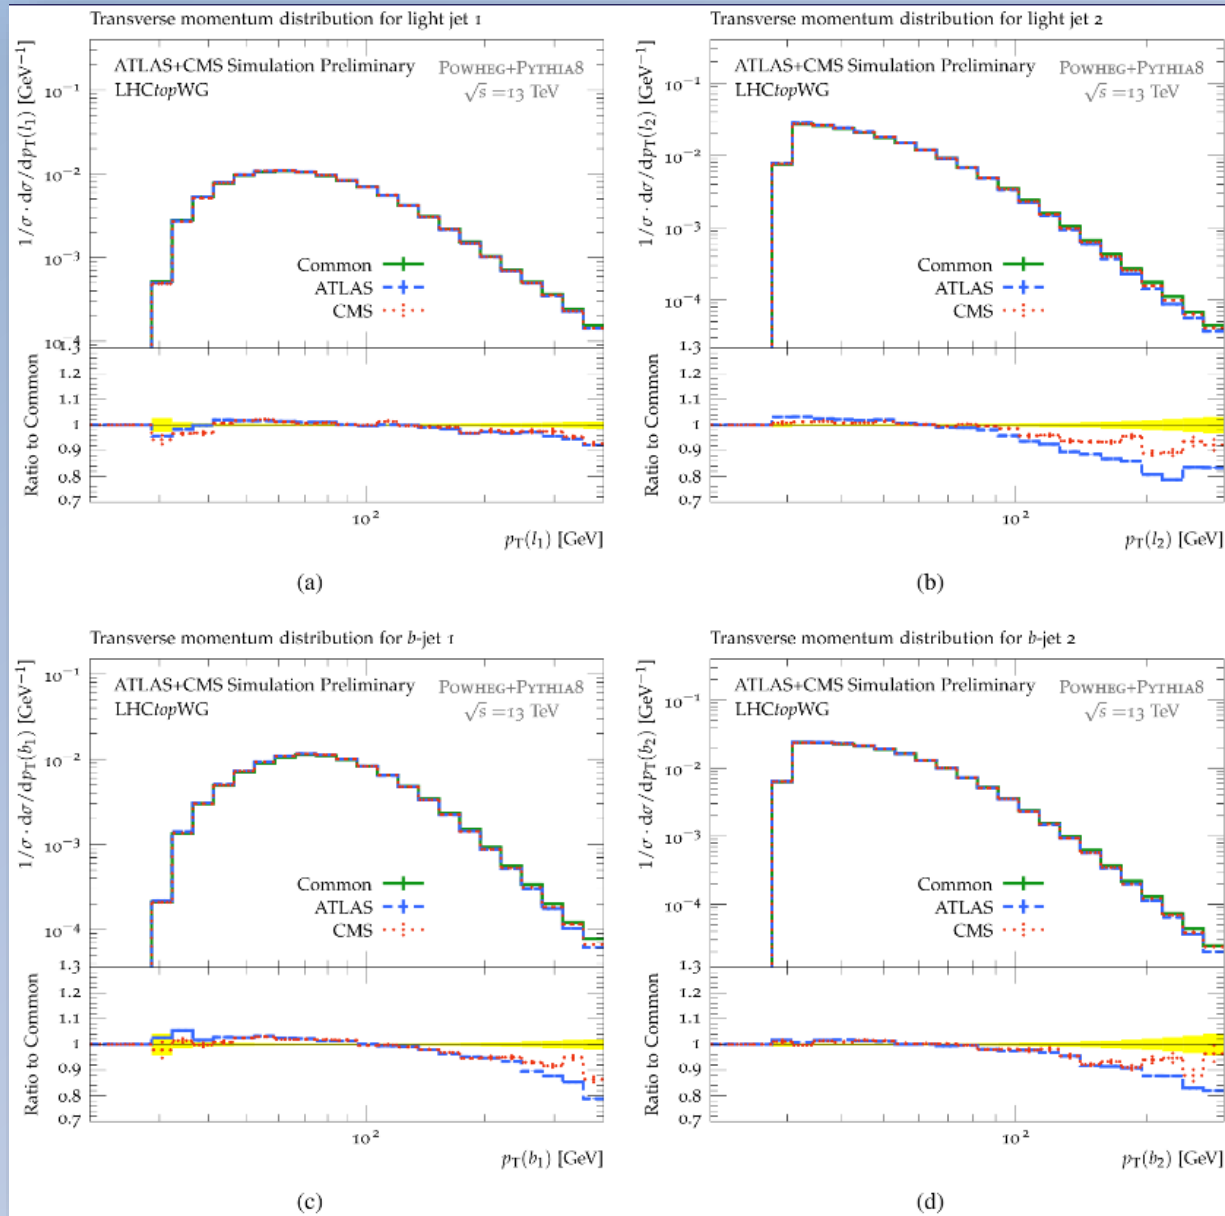 Transverse momentum distribution for light jet 1
1/σ · dσ/dpT(l1) [GeV−1]
ATLAS+CMS Simulation Preliminary
LHCtopWG
POWHEG+PYTHIA8
√s =13 TeV
10−1
10−2
10−3
10−4
Common
ATLAS
CMS
Ratio to Common
1.3
1.2
1.1
1
0.9
0.8
0.7
10²
pT(l1) [GeV]
(a)
Transverse momentum distribution for light jet 2
1/σ · dσ/dpT(l2) [GeV−1]
ATLAS+CMS Simulation Preliminary
LHCtopWG
POWHEG+PYTHIA8
√s =13 TeV
10−1
10−2
10−3
10−4
Common
ATLAS
CMS
Ratio to Common
1.3
1.2
1.1
1
0.9
0.8
0.7
10²
pT(l2) [GeV]
(b)
Transverse momentum distribution for b-jet 1
1/σ · dσ/dpT(b1) [GeV−1]
ATLAS+CMS Simulation Preliminary
LHCtopWG
POWHEG+PYTHIA8
√s =13 TeV
10−1
10−2
10−3
10−4
Common
ATLAS
CMS
Ratio to Common
1.3
1.2
1.1
1
0.9
0.8
0.7
10²
pT(b1) [GeV]
(c)
Transverse momentum distribution for b-jet 2
1/σ · dσ/dpT(b2) [GeV−1]
ATLAS+CMS Simulation Preliminary
LHCtopWG
POWHEG+PYTHIA8
√s =13 TeV
10−1
10−2
10−3
10−4
Common
ATLAS
CMS
Ratio to Common
1.3
1.2
1.1
1
0.9
0.8
0.7
10²
pT(b2) [GeV]
(d)